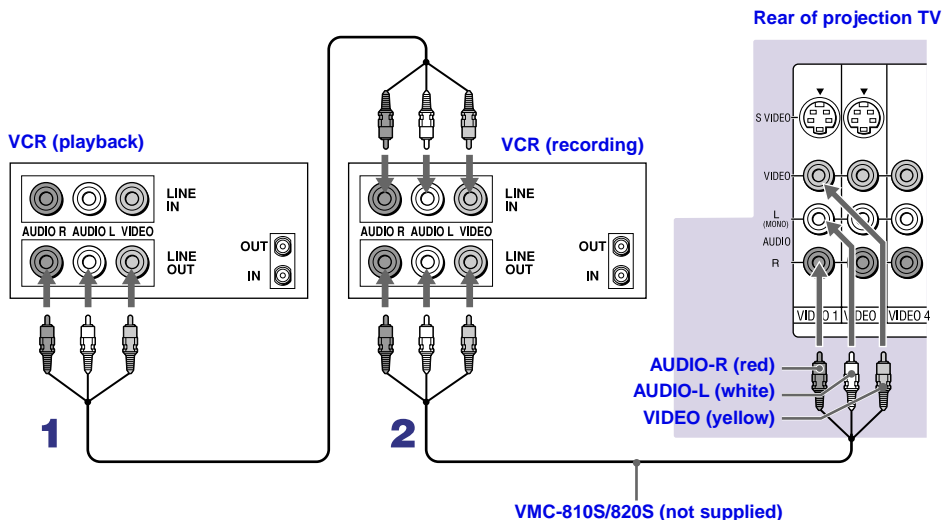 Rear of projection TV
S VIDEO
VIDEO
L
(MONO)
AUDIO
R
VIDEO 1
VIDEO
VIDEO 4
VCR (playback)
LINE
IN
AUDIO R AUDIO L VIDEO
LINE
OUT
OUT
IN
VCR (recording)
LINE
IN
AUDIO R AUDIO L VIDEO
LINE
OUT
OUT
IN
AUDIO-R (red)
AUDIO-L (white)
VIDEO (yellow)
1
2
VMC-810S/820S (not supplied)